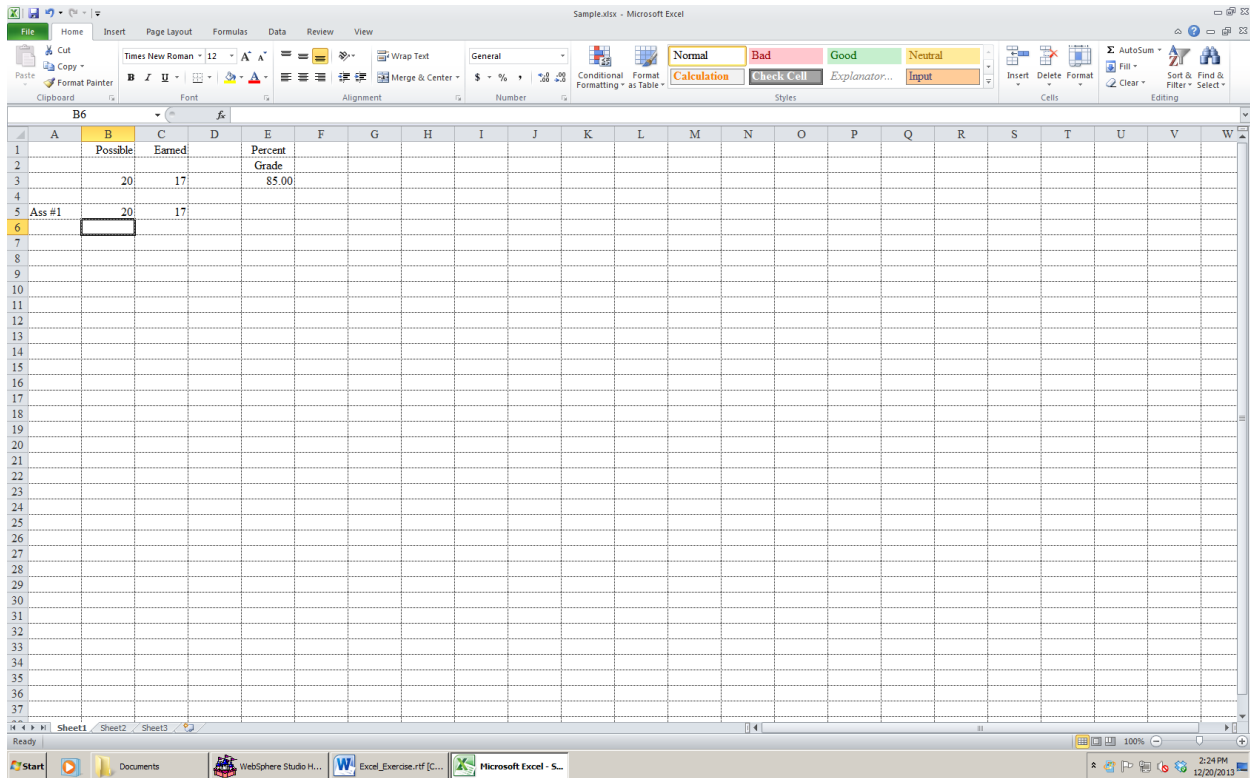 Sample.xlsx - Microsoft Excel
File Home Insert Page Layout Formulas Data Review View
Paste Cut Copy Format Painter
Times New Roman 12 A A
B I U A
Wrap Text
Merge & Center
General
$ % , .0 .00 .00 .0
Conditional Formatting Format as Table
Normal Bad Good Neutral
Calculation Check Cell Explanator... Input
Insert Delete Format
Σ AutoSum
Fill
Clear
Sort & Filter Find & Select
Clipboard Font Alignment Number Styles Cells Editing
B6 fx
A B C D E F G H I J K L M N O P Q R S T U V W
1 Possible Earned Percent
2 Grade
3 20 17 85.00
4
5 Ass #1 20 17
6
7
8
9
10
11
12
13
14
15
16
17
18
19
20
21
22
23
24
25
26
27
28
29
30
31
32
33
34
35
36
37
Sheet1 Sheet2 Sheet3
Ready 100%
Start Documents WebSphere Studio H... Excel_Exercise.rtf [C... Microsoft Excel - S... 2:24 PM
12/20/2013